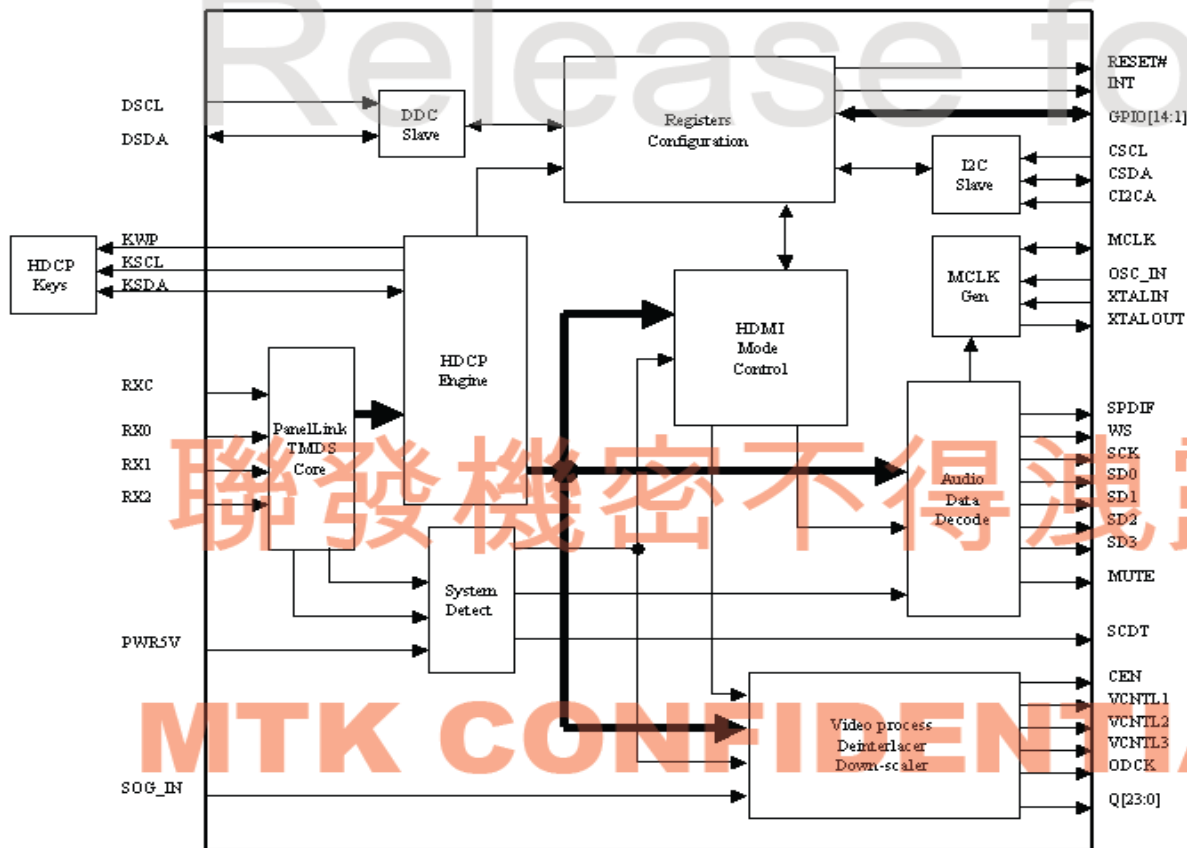 Release fo
RESET#
INT
GPIO[14:1]
DSCL
DSDA
DDC
Slave
Registers
Configuration
I2C
Slave
CSCL
CSDA
CI2CA
HDCP
Keys
KWP
KSCL
KSDA
HDCP
Engine
HDMI
Mode
Control
MCLK
Gen
MCLK
OSC_IN
XTALIN
XTALOUT
RXC
RX0
RX1
RX2
PanelLink
TMDS
Core
Audio
Data
Decode
SPDIF
WS
SCK
SD0
SD1
SD2
SD3
MUTE
聯發機密不得洩
System
Detect
PWR5V
SCDT
SOG_IN
Video process
Deinterlacer
Down-scaler
CEN
VCNTL1
VCNTL2
VCNTL3
ODCK
Q[23:0]
MTK CONFIDENTIA